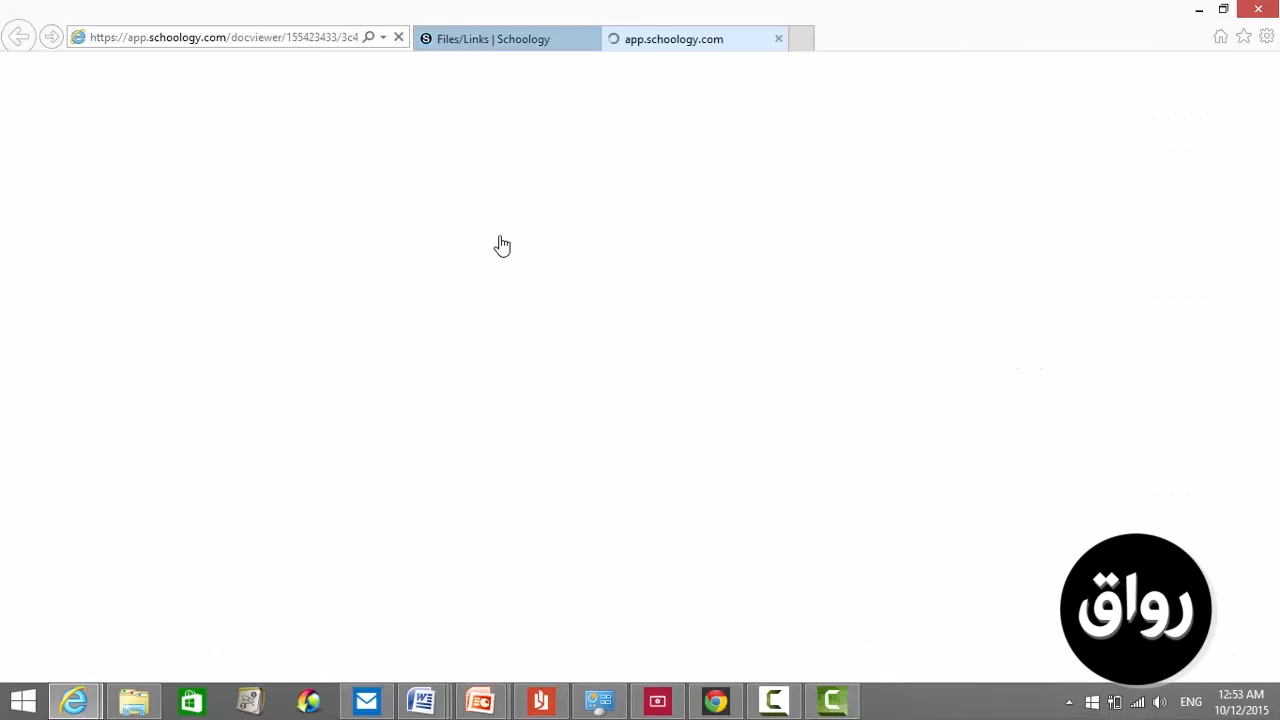 https://app.schoology.com/docviewer/155423433/3c4
Files/Links | Schoology
app.schoology.com
رواق
ENG
12:53 AM
10/12/2015